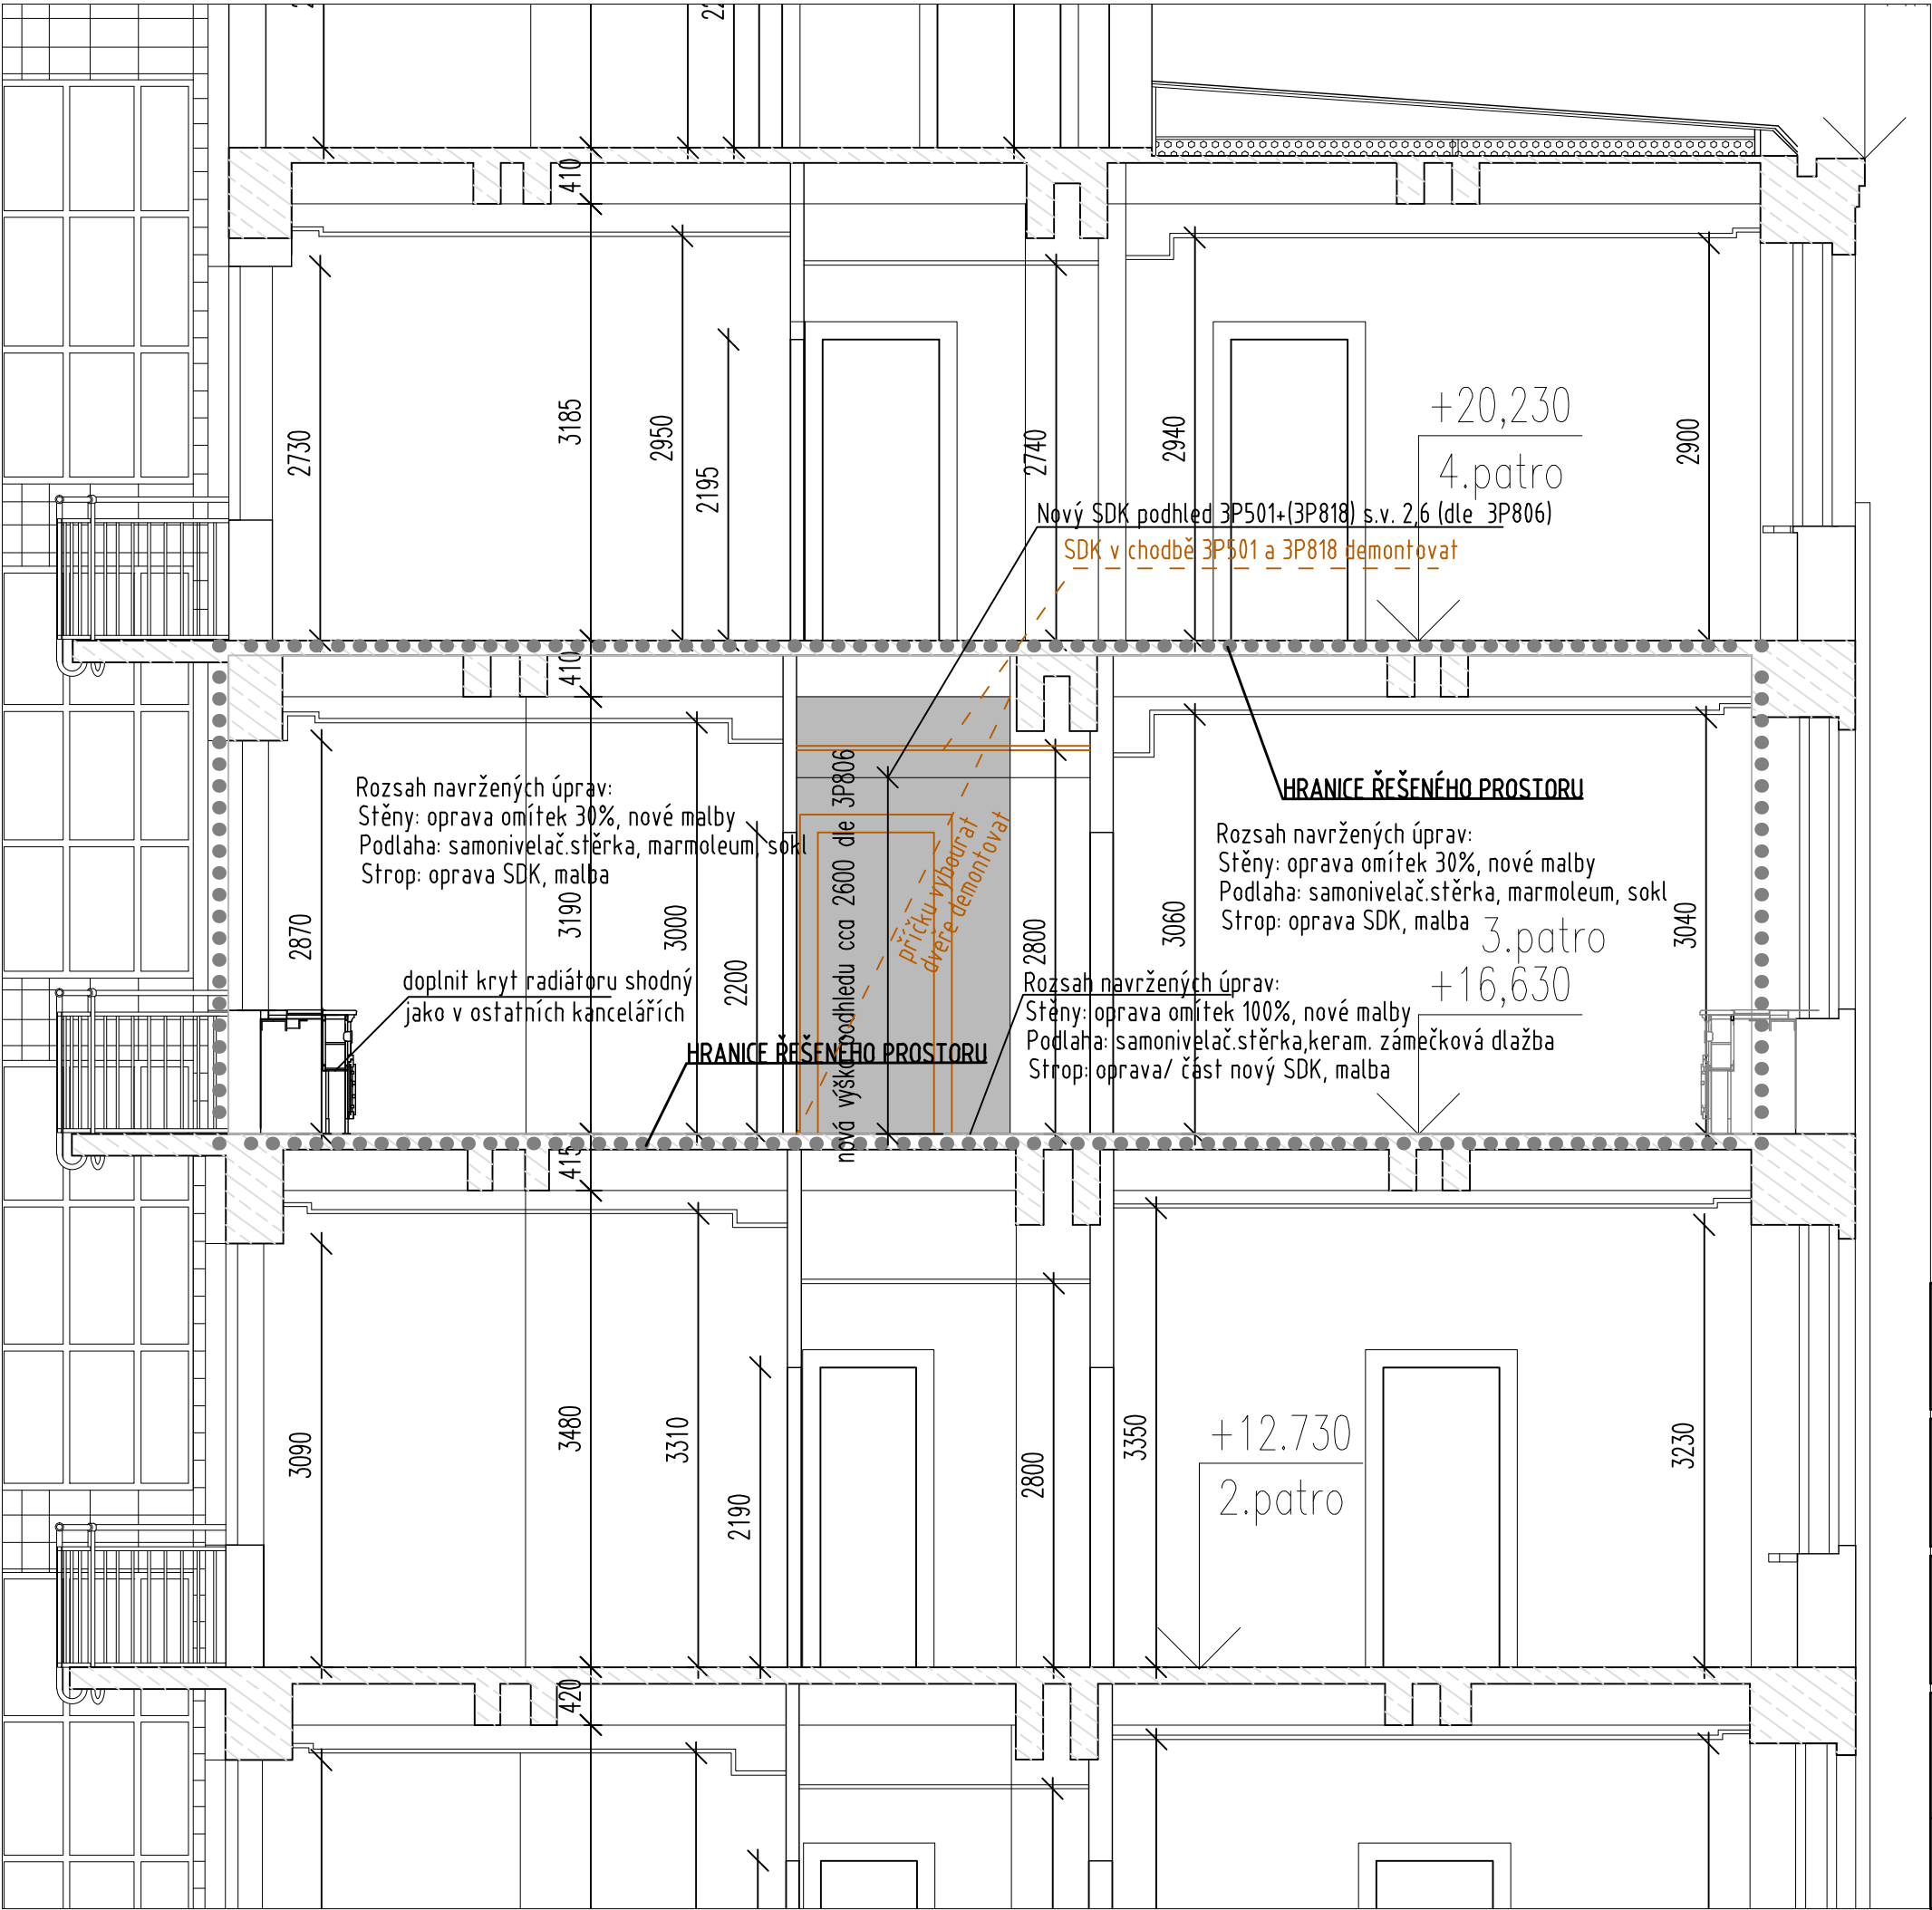 410
2730
3185
2950
2195
2740
2940
+20,230
4.patro
2900
Nový SDK podhled 3P501+(3P818) s.v. 2,6 (dle 3P806)
SDK v chodbě 3P501 a 3P818 demontovat
410
Rozsah navržených úprav:
Stěny: oprava omítek 30%, nové malby
Podlaha: samonivelač.stěrka, marmoleum, sokl
Strop: oprava SDK, malba
2870
3190
3000
2200
doplnit kryt radiátoru shodný
jako v ostatních kancelářích
HRANICE ŘEŠENÉHO PROSTORU
nová výška podhledu cca 2600 dle 3P806
příčku vybourat
dveře demontovat
2800
3060
HRANICE ŘEŠENÉHO PROSTORU
Rozsah navržených úprav:
Stěny: oprava omítek 30%, nové malby
Podlaha: samonivelač.stěrka, marmoleum, sokl
Strop: oprava SDK, malba
3.patro
+16,630
3040
Rozsah navržených úprav:
Stěny: oprava omítek 100%, nové malby
Podlaha: samonivelač.stěrka,keram. zámečková dlažba
Strop: oprava/ část nový SDK, malba
415
3090
3480
3310
2190
2800
3350
+12.730
2.patro
3230
420